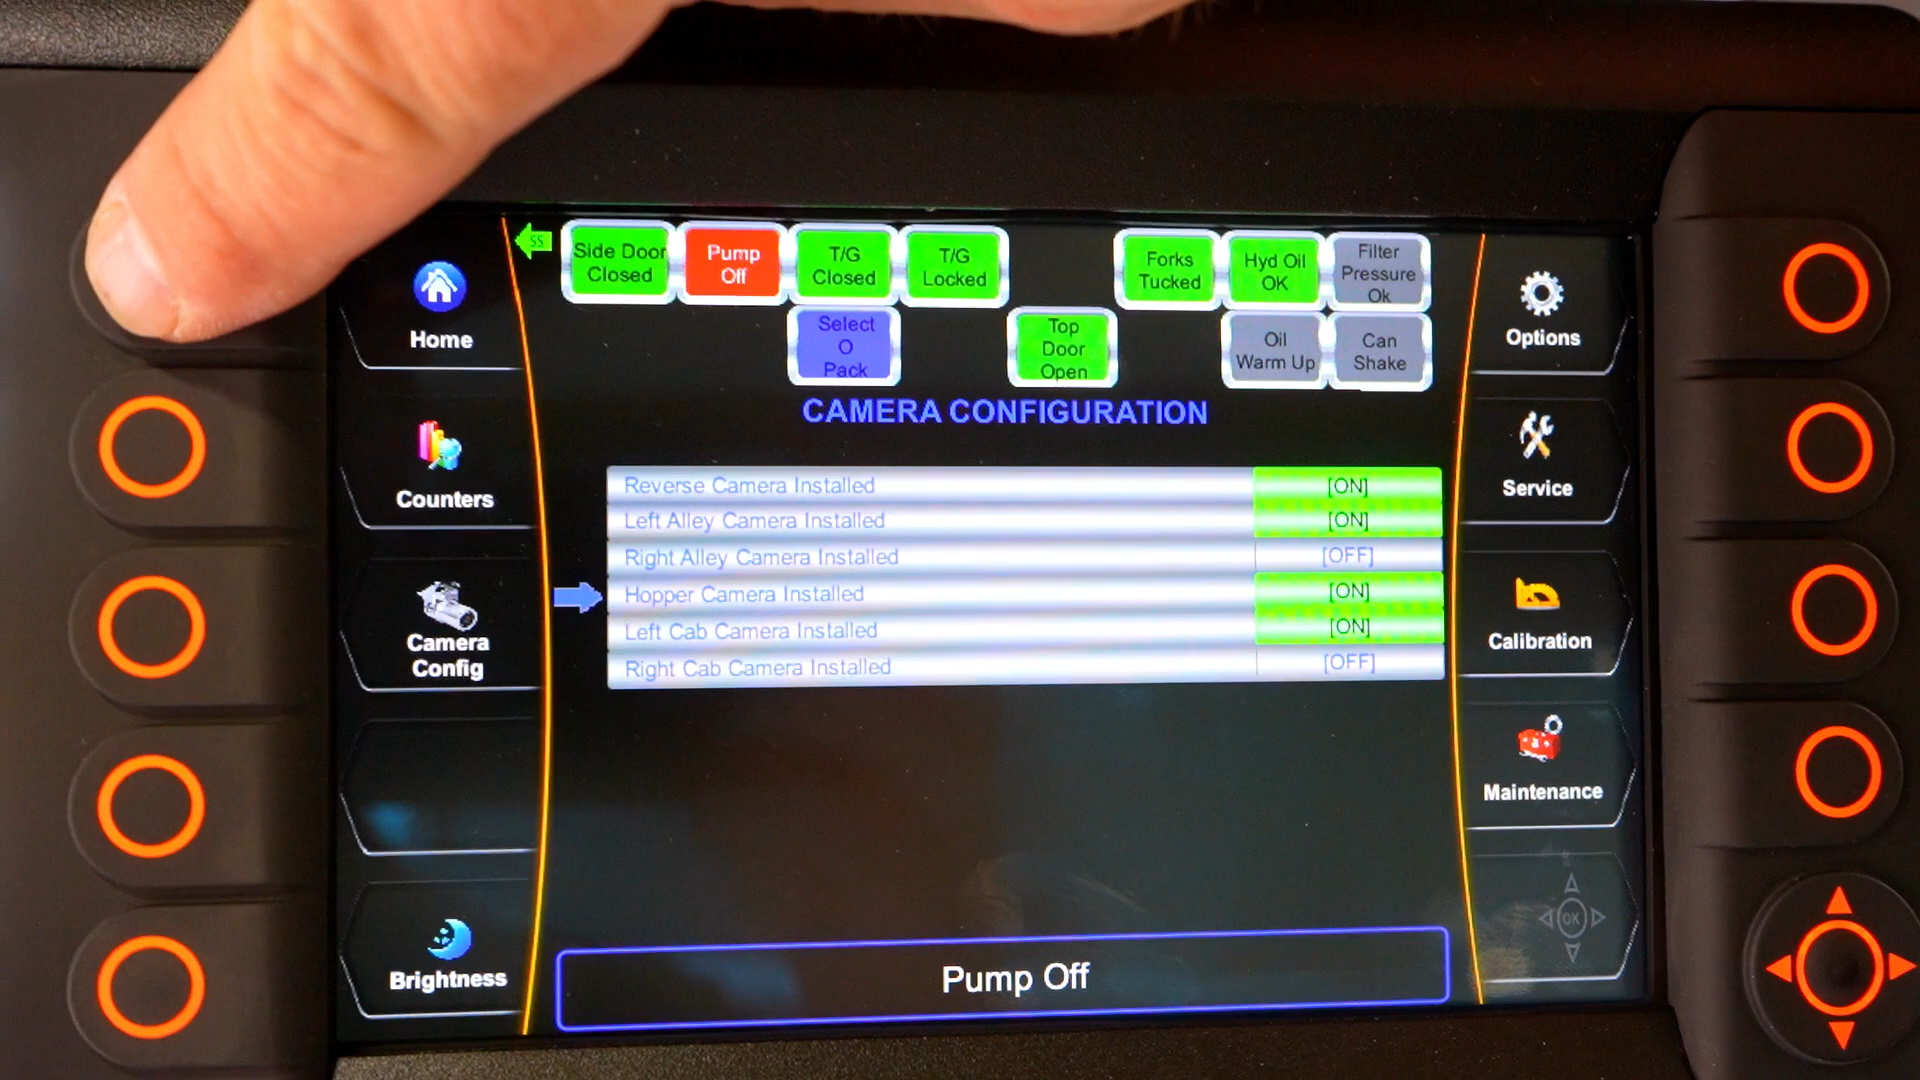 SS
Side Door
Closed
Pump
Off
T/G
Closed
T/G
Locked
Forks
Tucked
Hyd Oil
OK
Filter
Pressure
Ok
Select
O
Pack
Top
Door
Open
Oil
Warm Up
Can
Shake
Home
Counters
Camera
Config
Brightness
CAMERA CONFIGURATION
Reverse Camera Installed [ON]
Left Alley Camera Installed [ON]
Right Alley Camera Installed [OFF]
Hopper Camera Installed [ON]
Left Cab Camera Installed [ON]
Right Cab Camera Installed [OFF]
Pump Off
Options
Service
Calibration
Maintenance
OK